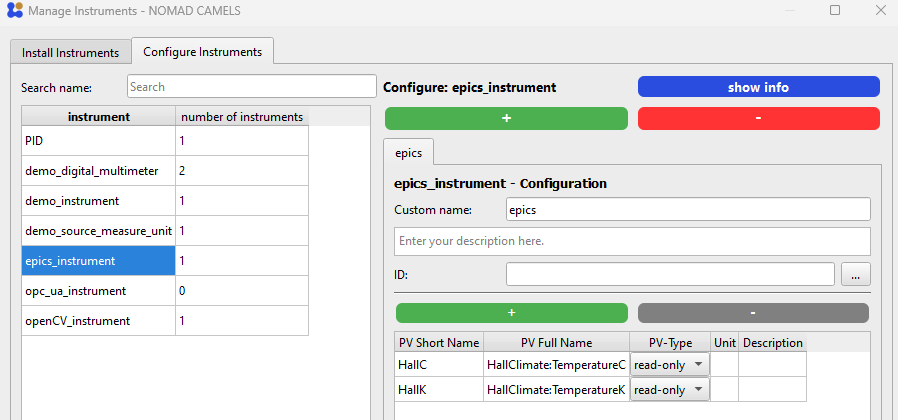 Manage Instruments - NOMAD CAMELS
Install Instruments Configure Instruments
Search name: Search
instrument number of instruments
PID 1
demo_digital_multimeter 2
demo_instrument 1
demo_source_measure_unit 1
epics_instrument 1
opc_ua_instrument 0
openCV_instrument 1
Configure: epics_instrument show info
+ -
epics
epics_instrument - Configuration
Custom name: epics
Enter your description here.
ID: ...
+ -
PV Short Name PV Full Name PV-Type Unit Description
HallC HallClimate:TemperatureC read-only
HallK HallClimate:TemperatureK read-only